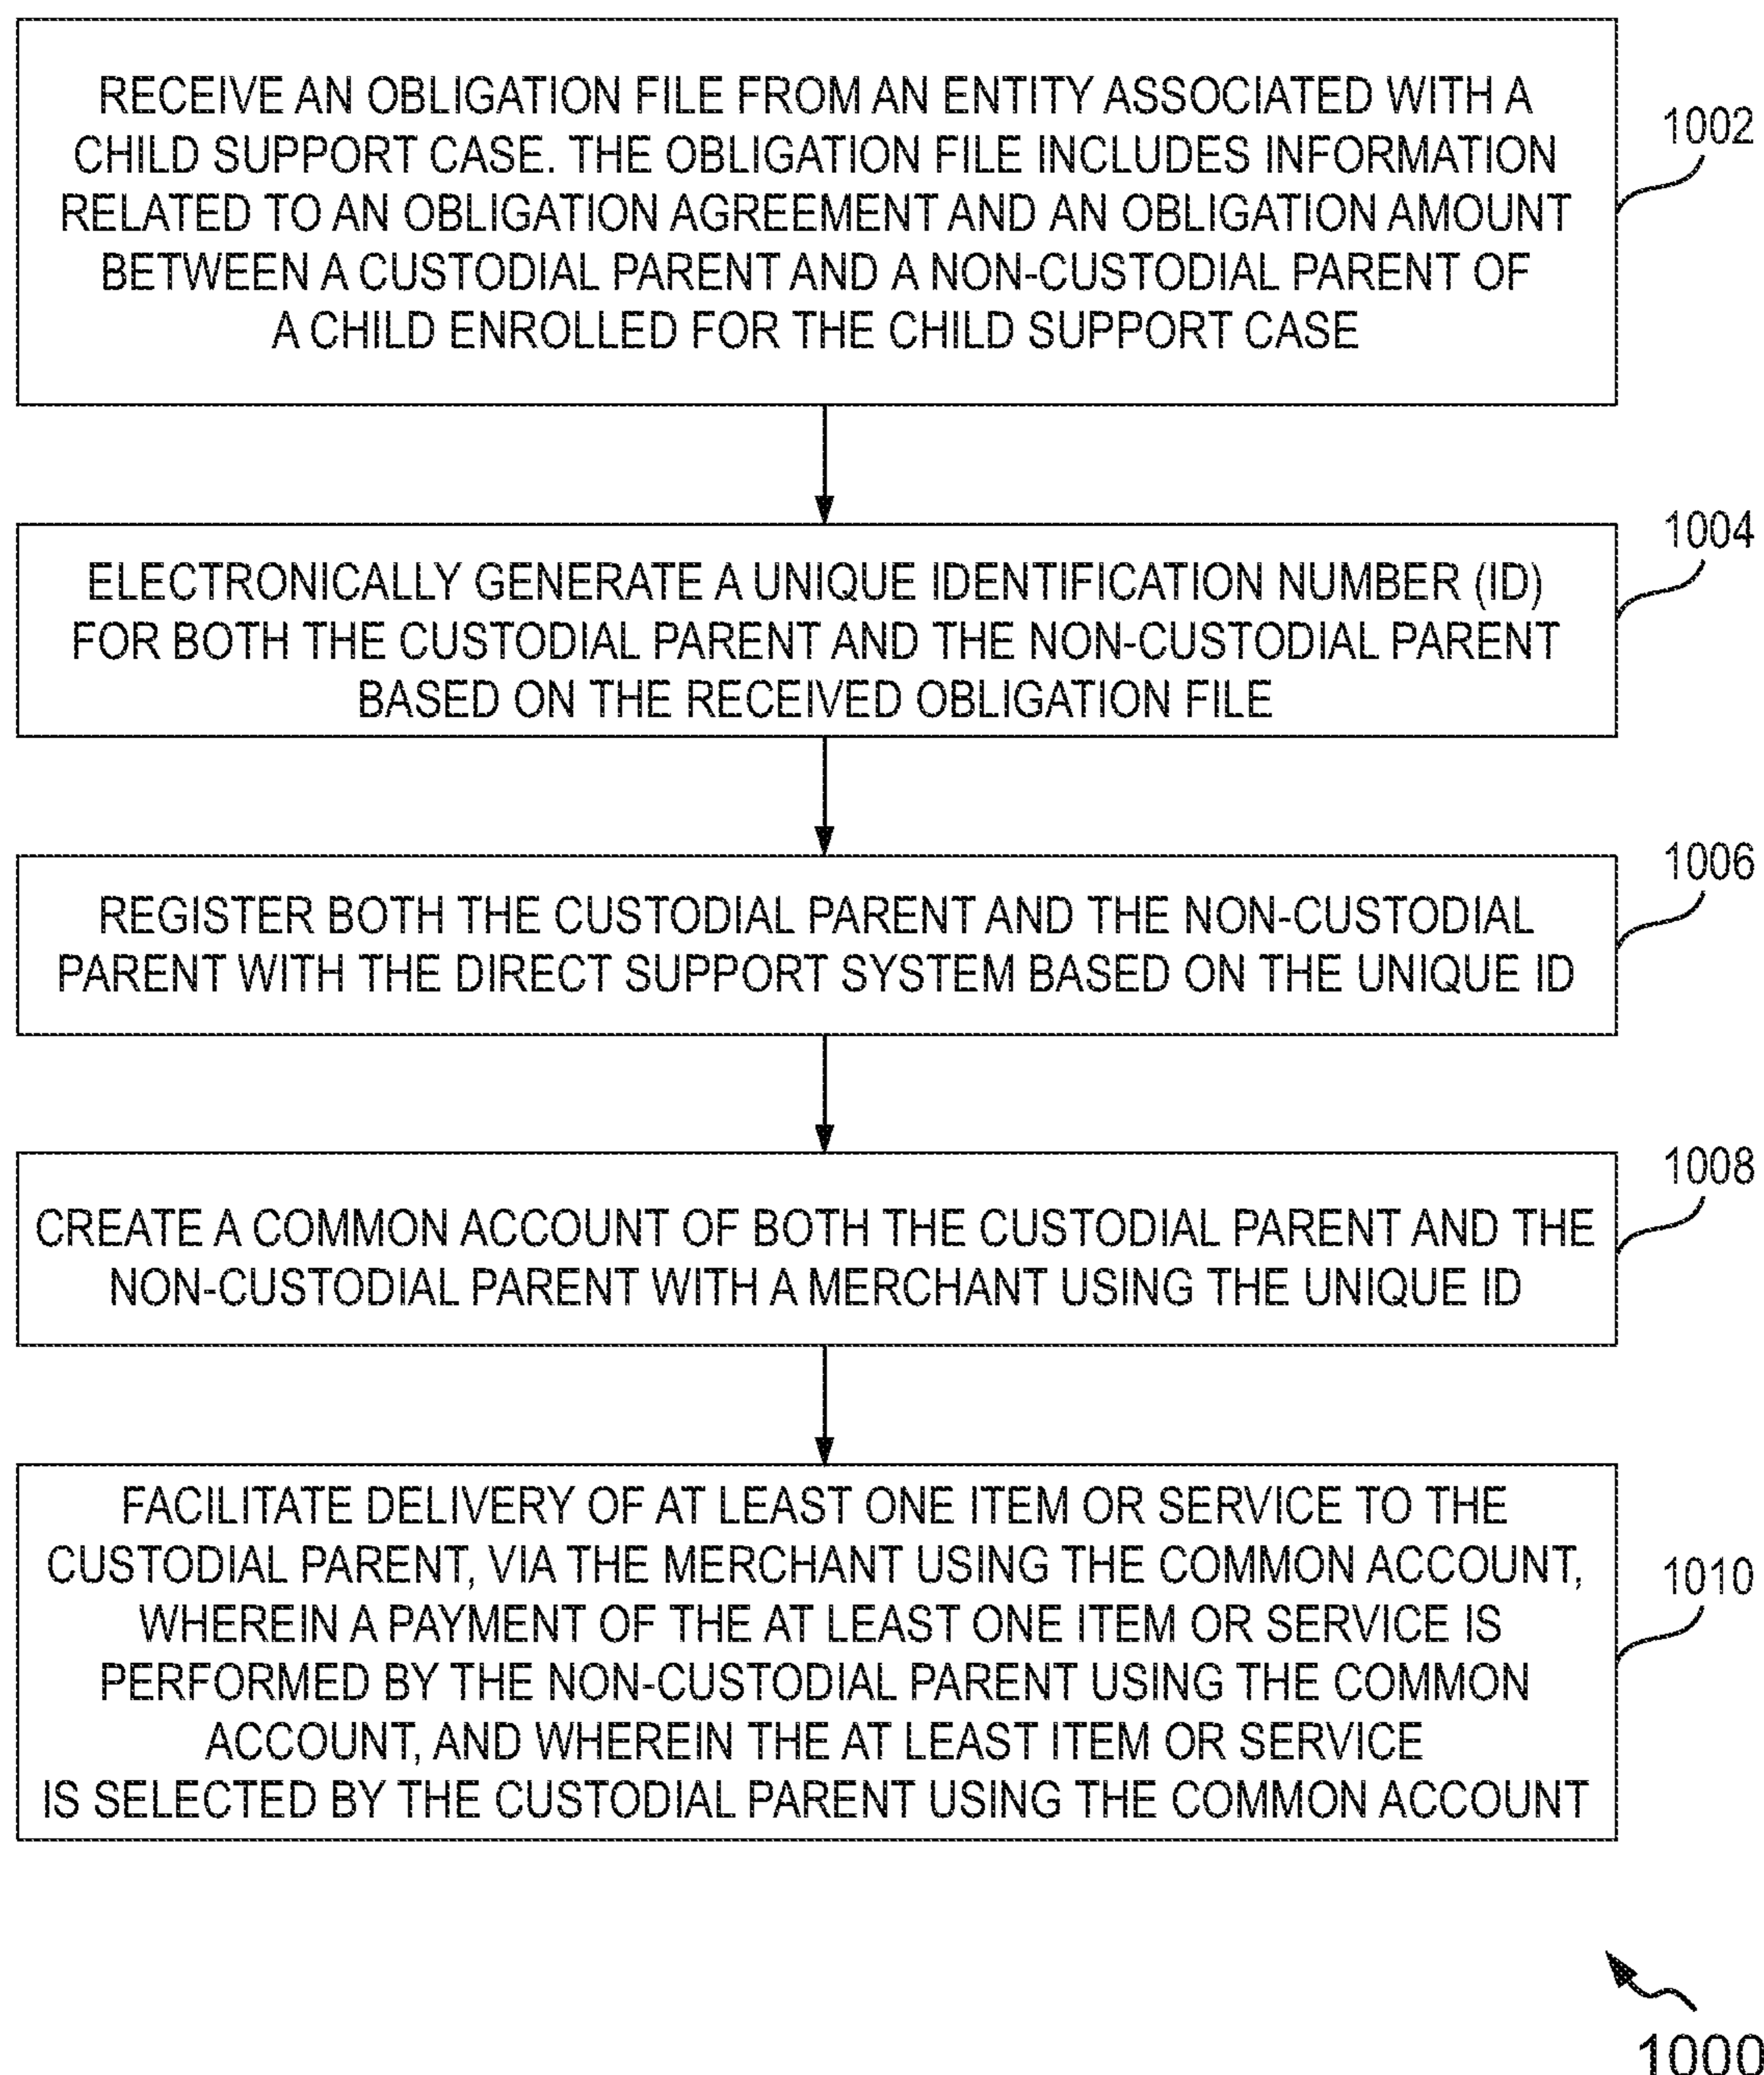 RECEIVE AN OBLIGATION FILE FROM AN ENTITY ASSOCIATED WITH A
CHILD SUPPORT CASE. THE OBLIGATION FILE INCLUDES INFORMATION
RELATED TO AN OBLIGATION AGREEMENT AND AN OBLIGATION AMOUNT
BETWEEN A CUSTODIAL PARENT AND A NON-CUSTODIAL PARENT OF
A CHILD ENROLLED FOR THE CHILD SUPPORT CASE
1002
ELECTRONICALLY GENERATE A UNIQUE IDENTIFICATION NUMBER (ID)
FOR BOTH THE CUSTODIAL PARENT AND THE NON-CUSTODIAL PARENT
BASED ON THE RECEIVED OBLIGATION FILE
1004
REGISTER BOTH THE CUSTODIAL PARENT AND THE NON-CUSTODIAL
PARENT WITH THE DIRECT SUPPORT SYSTEM BASED ON THE UNIQUE ID
1006
CREATE A COMMON ACCOUNT OF BOTH THE CUSTODIAL PARENT AND THE
NON-CUSTODIAL PARENT WITH A MERCHANT USING THE UNIQUE ID
1008
FACILITATE DELIVERY OF AT LEAST ONE ITEM OR SERVICE TO THE
CUSTODIAL PARENT, VIA THE MERCHANT USING THE COMMON ACCOUNT,
WHEREIN A PAYMENT OF THE AT LEAST ONE ITEM OR SERVICE IS
PERFORMED BY THE NON-CUSTODIAL PARENT USING THE COMMON
ACCOUNT, AND WHEREIN THE AT LEAST ITEM OR SERVICE
IS SELECTED BY THE CUSTODIAL PARENT USING THE COMMON ACCOUNT
1010
1000